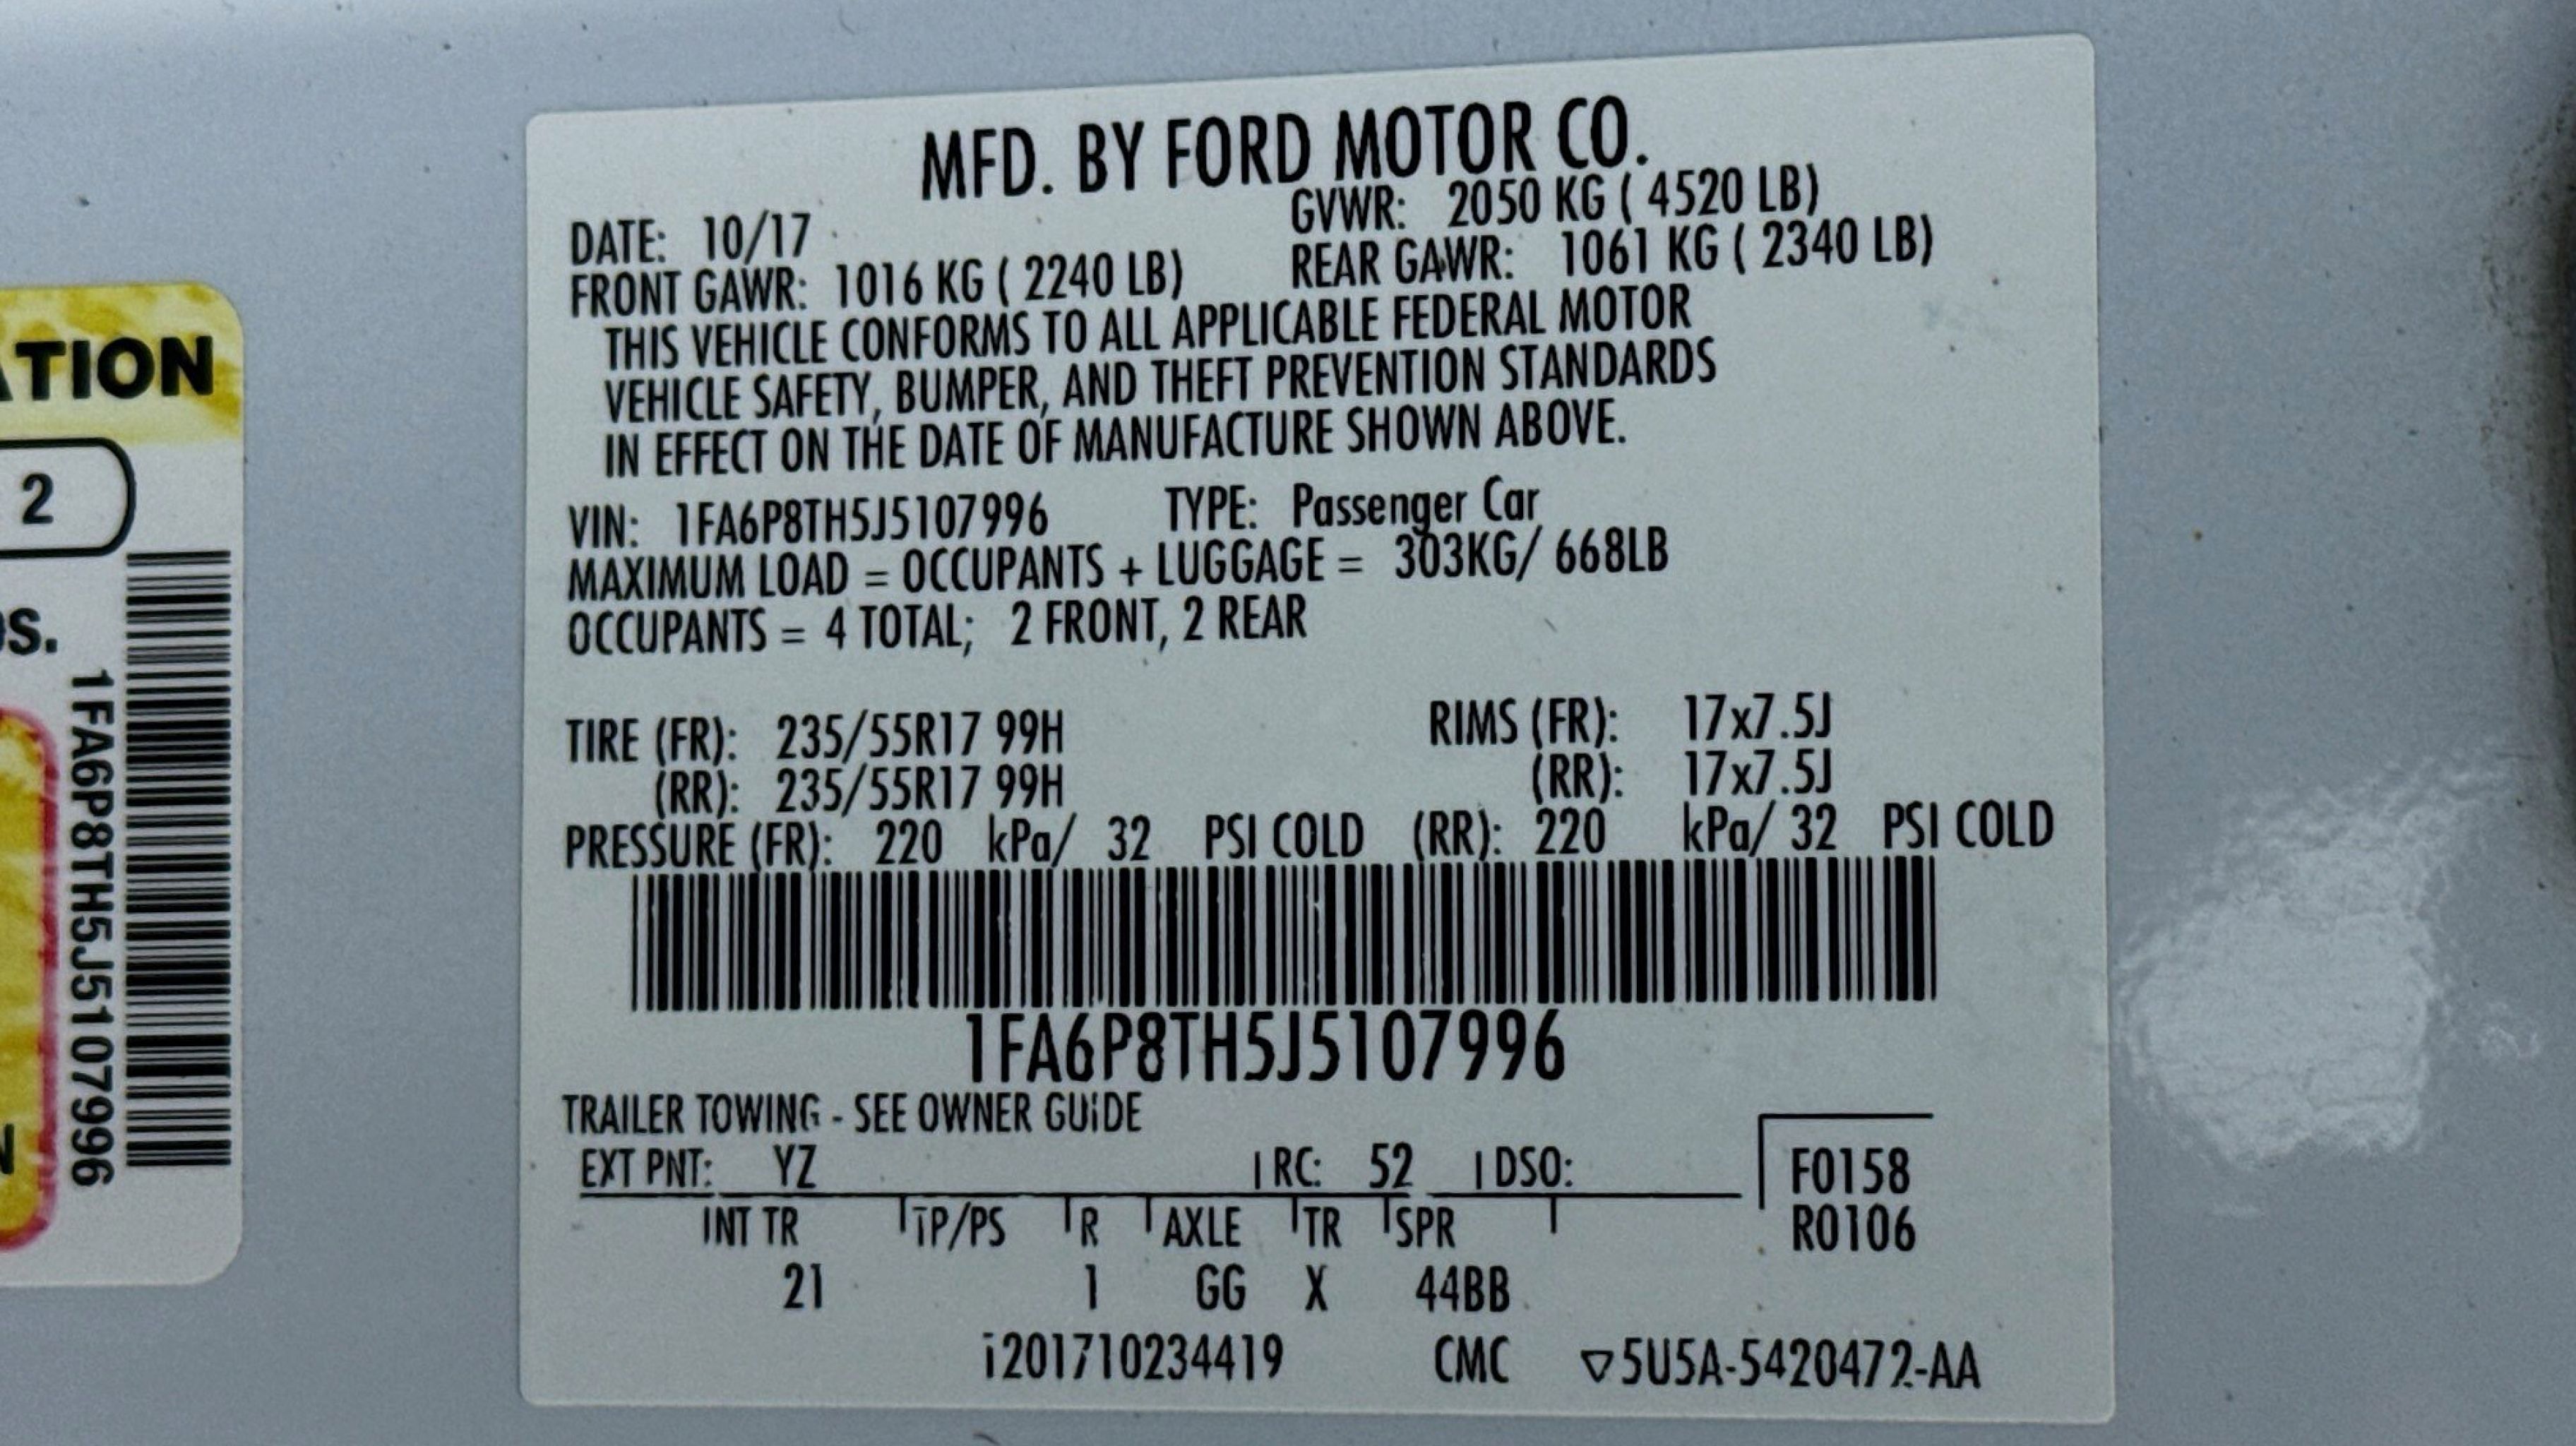 MFD. BY FORD MOTOR CO.
DATE: 10/17 GVWR: 2050 KG ( 4520 LB)
FRONT GAWR: 1016 KG ( 2240 LB) REAR GAWR: 1061 KG ( 2340 LB)
THIS VEHICLE CONFORMS TO ALL APPLICABLE FEDERAL MOTOR
VEHICLE SAFETY, BUMPER, AND THEFT PREVENTION STANDARDS
IN EFFECT ON THE DATE OF MANUFACTURE SHOWN ABOVE.
VIN: 1FA6P8TH5J5107996 TYPE: Passenger Car
MAXIMUM LOAD = OCCUPANTS + LUGGAGE = 303KG/ 668LB
OCCUPANTS = 4 TOTAL; 2 FRONT, 2 REAR
TIRE (FR): 235/55R17 99H RIMS (FR): 17x7.5J
(RR): 235/55R17 99H (RR): 17x7.5J
PRESSURE (FR): 220 kPa/ 32 PSI COLD (RR): 220 kPa/ 32 PSI COLD
1FA6P8TH5J5107996
TRAILER TOWING - SEE OWNER GUIDE
EXT PNT: YZ RC: 52 DSO: F0158
INT TR TP/PS R AXLE TR SPR R0106
21 1 GG X 44BB
i201710234419 CMC ▽5U5A-5420472-AA
ATION
2
1FA6P8TH5J5107996